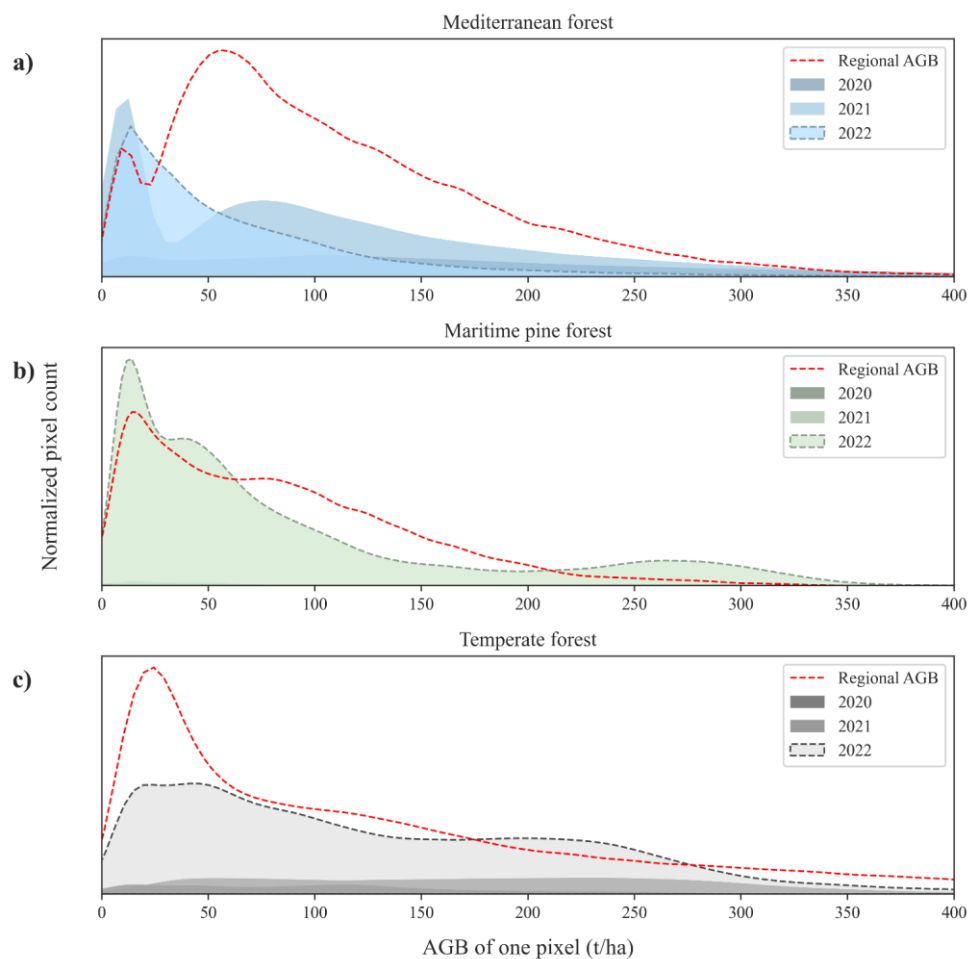 Mediterranean forest
a)
Regional AGB
2020
2021
2022
0 50 100 150 200 250 300 350 400
Maritime pine forest
b)
Regional AGB
2020
2021
2022
Normalized pixel count
0 50 100 150 200 250 300 350 400
Temperate forest
c)
Regional AGB
2020
2021
2022
0 50 100 150 200 250 300 350 400
AGB of one pixel (t/ha)